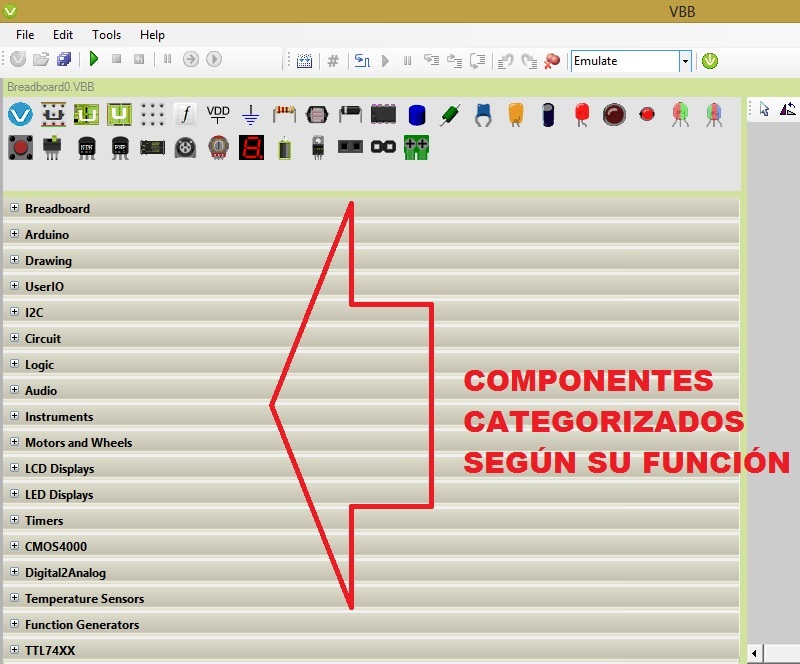 VBB
File Edit Tools Help
Emulate
Breadboard0.VBB
VDD
Breadboard
Arduino
Drawing
UserIO
I2C
Circuit
Logic
Audio
Instruments
Motors and Wheels
LCD Displays
LED Displays
Timers
CMOS4000
Digital2Analog
Temperature Sensors
Function Generators
TTL74XX
COMPONENTES
CATEGORIZADOS
SEGÚN SU FUNCIÓN